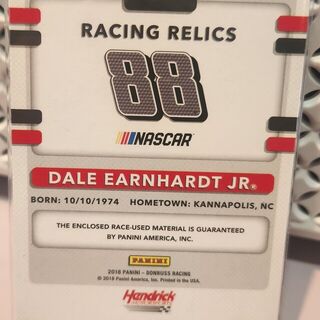 RACING RELICS
88
NASCAR
DALE EARNHARDT JR®
BORN: 10/10/1974 HOMETOWN: KANNAPOLIS, NC
THE ENCLOSED RACE-USED MATERIAL IS GUARANTEED
BY PANINI AMERICA, INC.
PANINI
2018 PANINI - DONRUSS RACING
© 2018 Panini America, Inc. Printed in the USA.
Hendrick